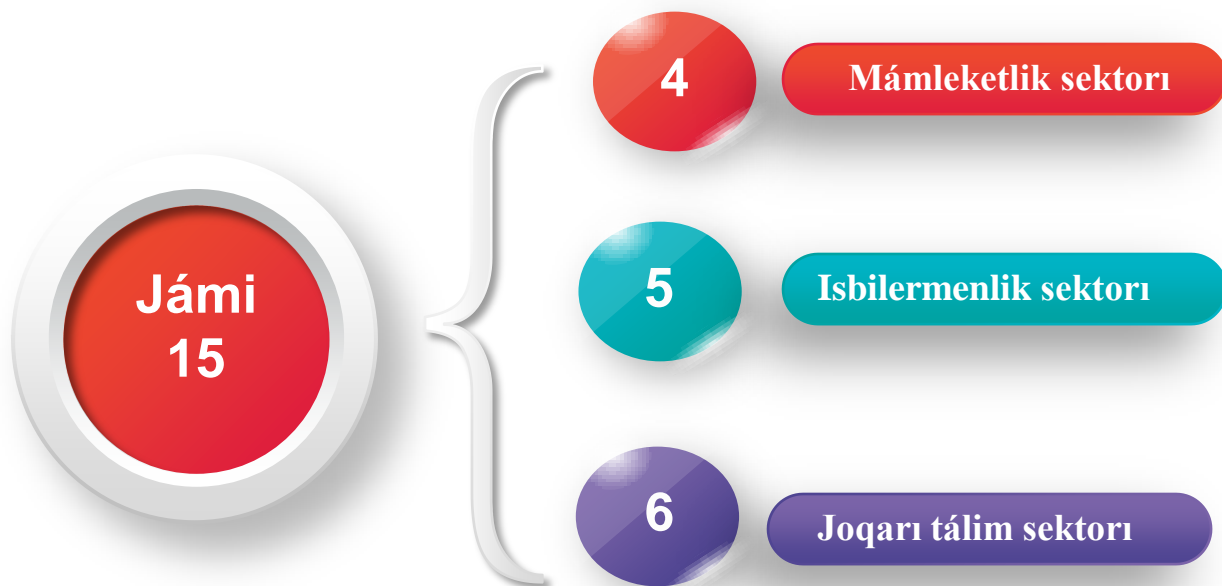 Jámi
15
4
Mámleketlik sektorı
5
Isbilermenlik sektorı
6
Joqarı tálim sektorı